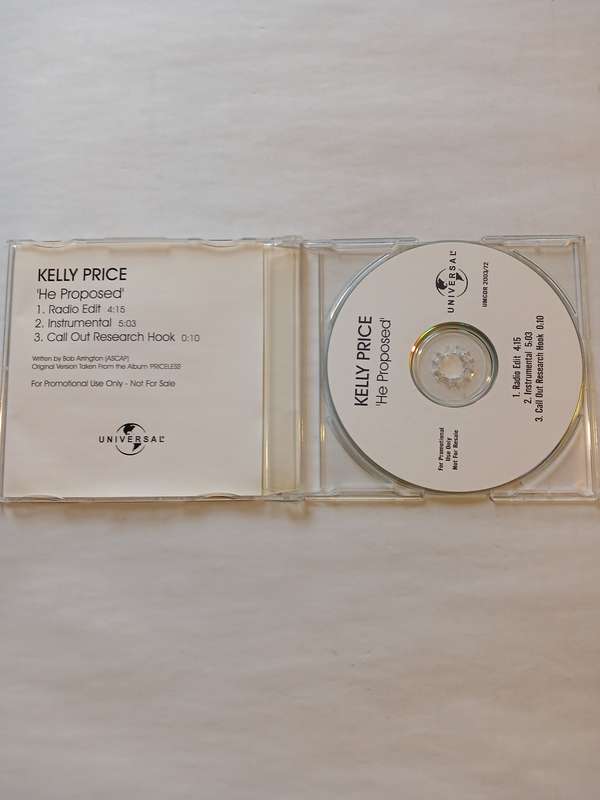 KELLY PRICE
'He Proposed'
1. Radio Edit 4:15
2. Instrumental 5:03
3. Call Out Research Hook 0:10
Written by Bob Arrington (ASCAP)
Original Version Taken From the Album 'PRICELESS'
For Promotional Use Only - Not For Sale
UNIVERSAL
KELLY PRICE
'He Proposed'
UNIVERSAL
UNCDR 2003/72
1. Radio Edit 4:15
2. Instrumental 5:03
3. Call Out Research Hook 0:10
For Promotional
Use Only
Not For Resale